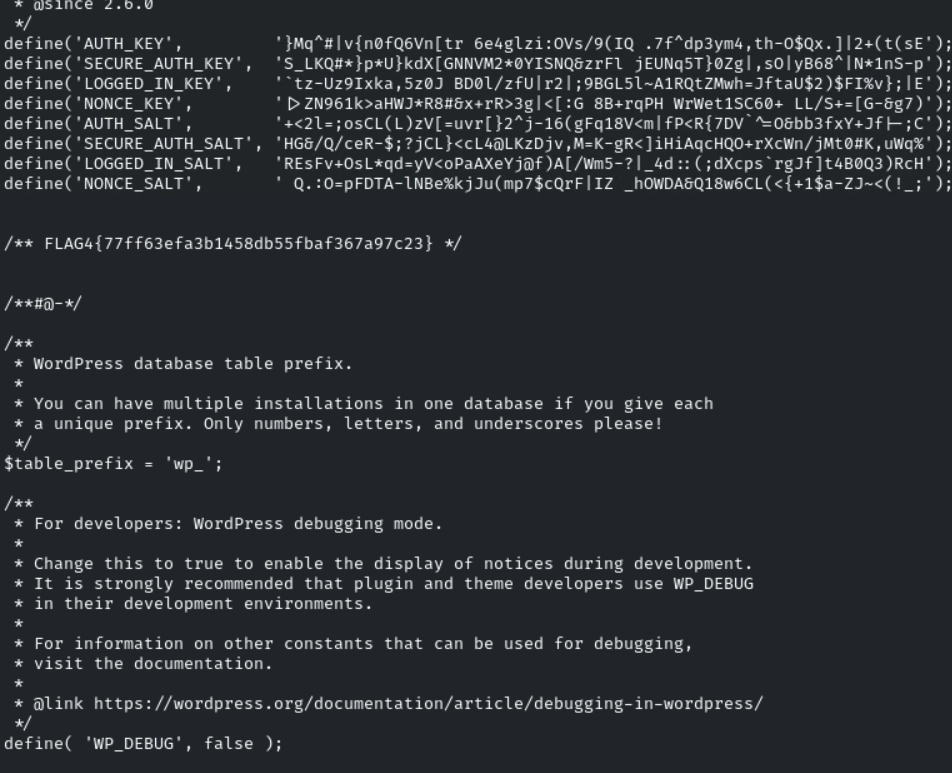 * @since 2.6.0
 */
define('AUTH_KEY',         '}Mq^#|v{n0fQ6Vn[tr 6e4glzi:OVs/9(IQ .7f^dp3ym4,th-O$Qx.]|2+(t(sE');
define('SECURE_AUTH_KEY',  'S_LKQ#*}p*U}kdX[GNNVM2*0YISNQ&zrFl jEUNq5T}0Zg|,sO|yB68^|N*1nS-p');
define('LOGGED_IN_KEY',    '`tz-Uz9Ixka,5z0J BD0l/zfU|r2|;9BGL5l~A1RQtZMwh=JftaU$2)$FI%v};|E');
define('NONCE_KEY',        '|>ZN961k>aHWJ*R8#&x+rR>3g|<[:G 8B+rqPH WrWet1SC60+ LL/S+=[G-&g7)');
define('AUTH_SALT',        '+<2l=;osCL(L)zV[=uvr[}2^j-16(gFq18V<m|fP<R{7DV`^=O&bb3fxY+Jf|-;C');
define('SECURE_AUTH_SALT', 'HG&/Q/ceR-$;?jCL}<cL4@LKzDjv,M=K-gR<]iHiAqcHQO+rXcWn/jMt0#K,uWq%');
define('LOGGED_IN_SALT',   'REsFv+OsL*qd=yV<oPaAXeYj@f)A[/Wm5-?|_4d::(;dXcps`rgJf]t4B0Q3)RcH');
define('NONCE_SALT',       ' Q.:O=pFDTA-lNBe%kjJu(mp7$cQrF|IZ _hOWDA&Q18w6CL(<{+1$a-ZJ~<(!_;');
/** FLAG4{77ff63efa3b1458db55fbaf367a97c23} */
/**#@-*/
/**
 * WordPress database table prefix.
 *
 * You can have multiple installations in one database if you give each
 * a unique prefix. Only numbers, letters, and underscores please!
 */
$table_prefix = 'wp_';
/**
 * For developers: WordPress debugging mode.
 *
 * Change this to true to enable the display of notices during development.
 * It is strongly recommended that plugin and theme developers use WP_DEBUG
 * in their development environments.
 *
 * For information on other constants that can be used for debugging,
 * visit the documentation.
 *
 * @link https://wordpress.org/documentation/article/debugging-in-wordpress/
 */
define( 'WP_DEBUG', false );